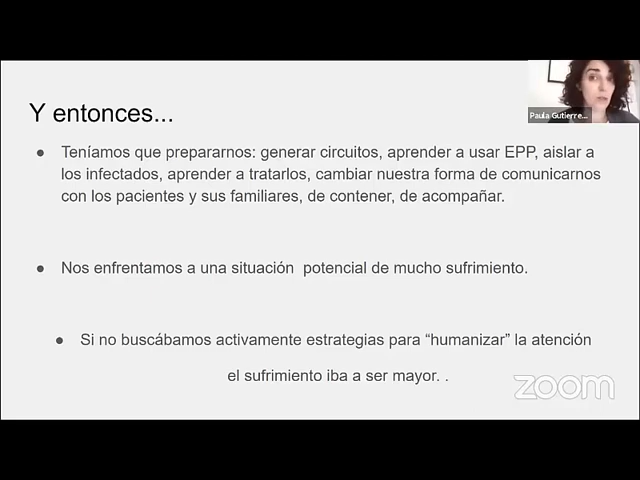 Paula Gutierre...
Y entonces...
● Teníamos que prepararnos: generar circuitos, aprender a usar EPP, aislar a
los infectados, aprender a tratarlos, cambiar nuestra forma de comunicarnos
con los pacientes y sus familiares, de contener, de acompañar.
● Nos enfrentamos a una situación potencial de mucho sufrimiento.
● Si no buscábamos activamente estrategias para “humanizar” la atención
el sufrimiento iba a ser mayor. .
zoom